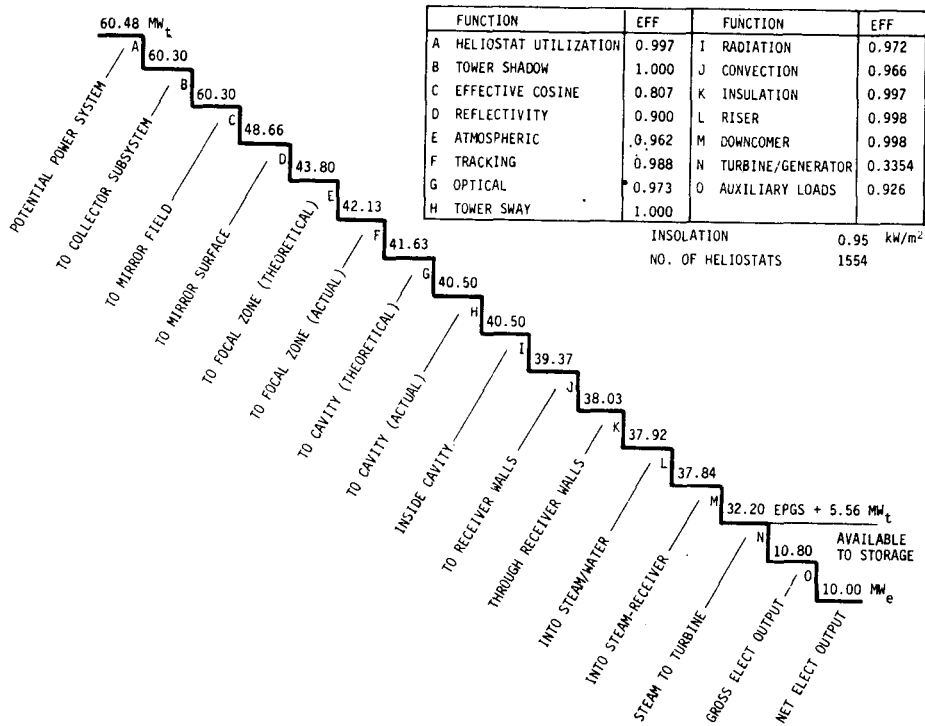 60.48 MWt
A
60.30
B
60.30
C
48.66
D
43.80
E
42.13
F
41.63
G
40.50
H
40.50
I
39.37
J
38.03
K
37.92
L
37.84
M
32.20 EPGS + 5.56 MWt
AVAILABLE
TO STORAGE
N
10.80
O
10.00 MWe
POTENTIAL POWER SYSTEM
TO COLLECTOR SUBSYSTEM
TO MIRROR FIELD
TO MIRROR SURFACE
TO FOCAL ZONE (THEORETICAL)
TO FOCAL ZONE (ACTUAL)
TO CAVITY (THEORETICAL)
TO CAVITY (ACTUAL)
INSIDE CAVITY
TO RECEIVER WALLS
THROUGH RECEIVER WALLS
INTO STEAM/WATER
INTO STEAM-RECEIVER
STEAM TO TURBINE
GROSS ELECT OUTPUT
NET ELECT OUTPUT
FUNCTION EFF FUNCTION EFF
A HELIOSTAT UTILIZATION 0.997 I RADIATION 0.972
B TOWER SHADOW 1.000 J CONVECTION 0.966
C EFFECTIVE COSINE 0.807 K INSULATION 0.997
D REFLECTIVITY 0.900 L RISER 0.998
E ATMOSPHERIC 0.962 M DOWNCOMER 0.998
F TRACKING 0.988 N TURBINE/GENERATOR 0.3354
G OPTICAL 0.973 O AUXILIARY LOADS 0.926
H TOWER SWAY 1.000
INSOLATION 0.95 kW/m²
NO. OF HELIOSTATS 1554